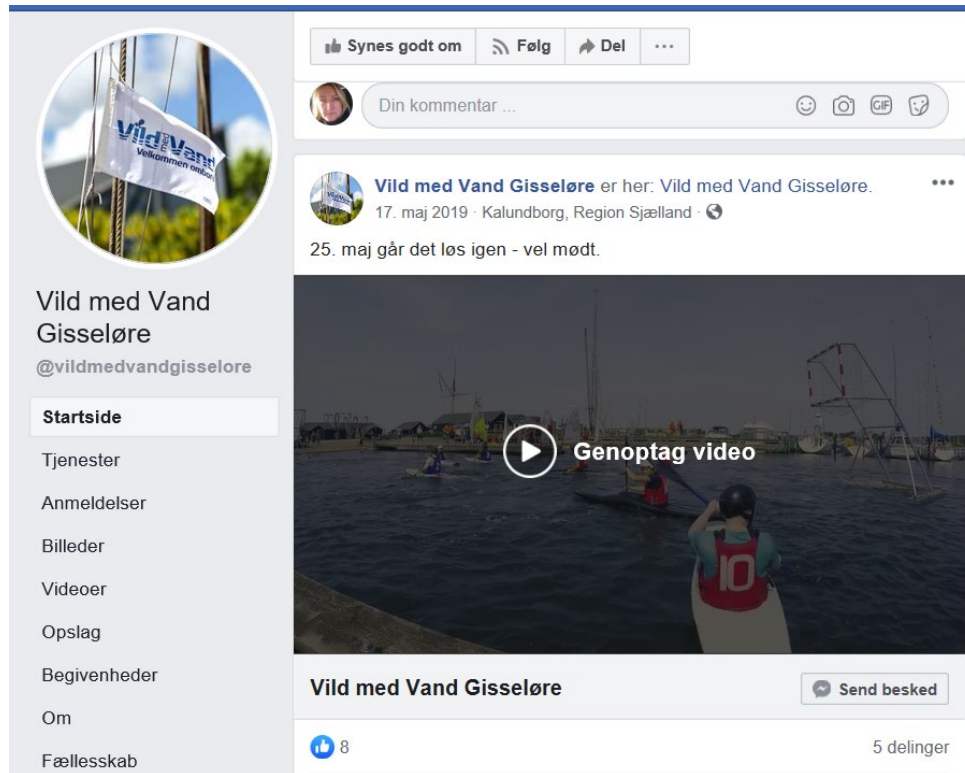 Vild med Vand
Velkommen ombord
Vild med Vand
Gisseløre
@vildmedvandgisselore
Startside
Tjenester
Anmeldelser
Billeder
Videoer
Opslag
Begivenheder
Om
Fællesskab
Synes godt om
Følg
Del
Din kommentar ...
GIF
Vild med Vand Gisseløre er her: Vild med Vand Gisseløre.
17. maj 2019 · Kalundborg, Region Sjælland ·
25. maj går det løs igen - vel mødt.
Genoptag video
10
Vild med Vand Gisseløre
Send besked
8
5 delinger